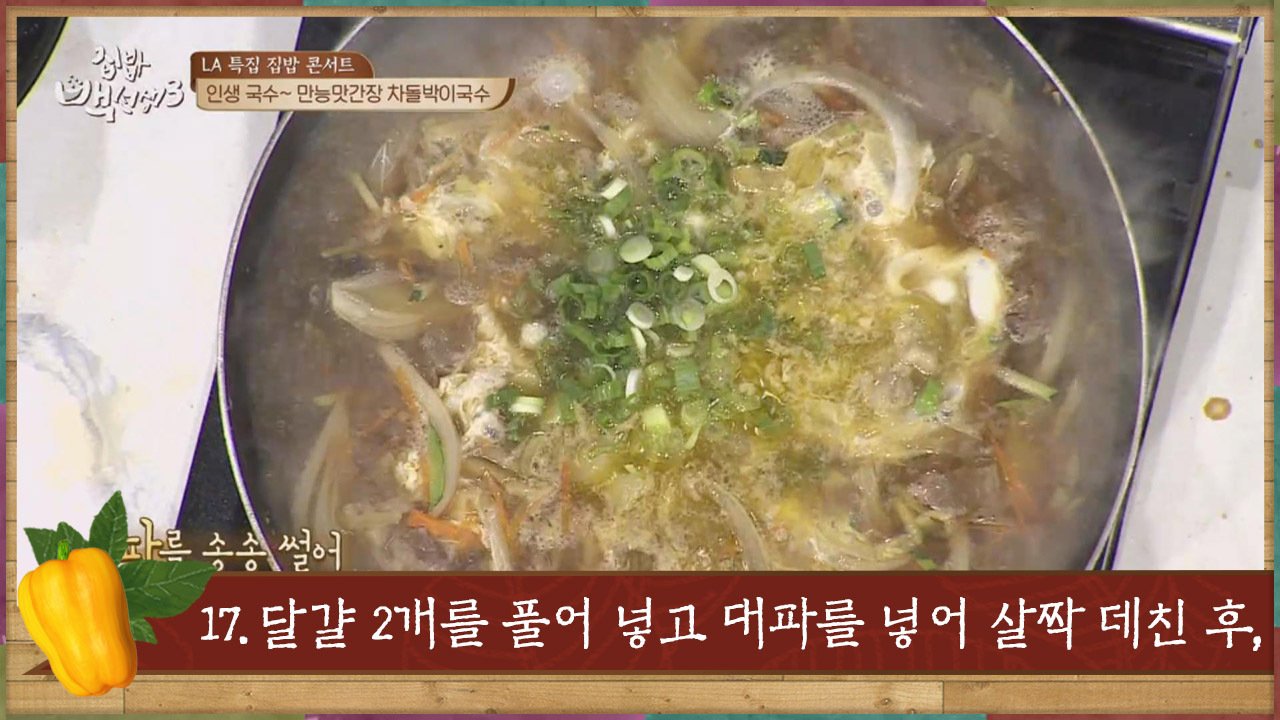 집밥
백선생3
LA 특집 집밥 콘서트
인생 국수~ 만능맛간장 차돌박이국수
파를 송송 썰어
17. 달걀 2개를 풀어 넣고 대파를 넣어 살짝 데친 후,